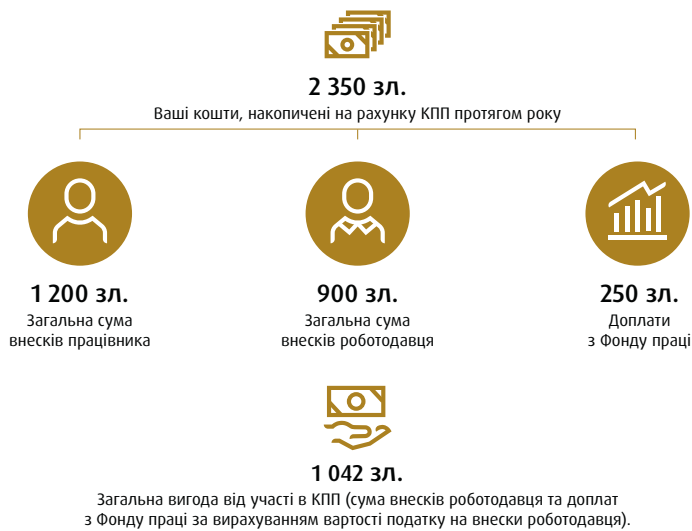 2 350 зл.
Ваші кошти, накопичені на рахунку КПП протягом року
1 200 зл.
Загальна сума
внесків працівника
900 зл.
Загальна сума
внесків роботодавця
250 зл.
Доплати
з Фонду праці
1 042 зл.
Загальна вигода від участі в КПП (сума внесків роботодавця та доплат
з Фонду праці за вирахуванням вартості податку на внески роботодавця).